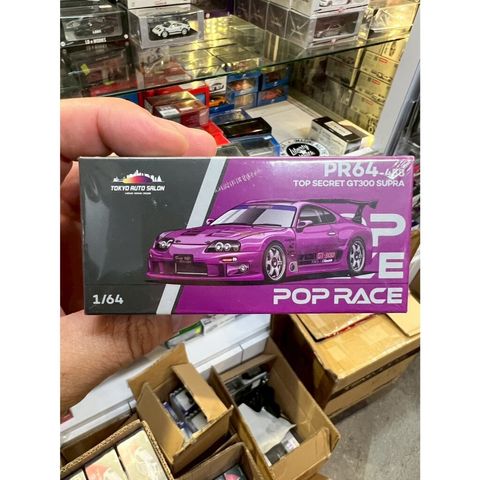 PR64-
TOP SECRET GT300 SUPRA
TOKYO AUTO SALON
P
E
1/64
POP RACE